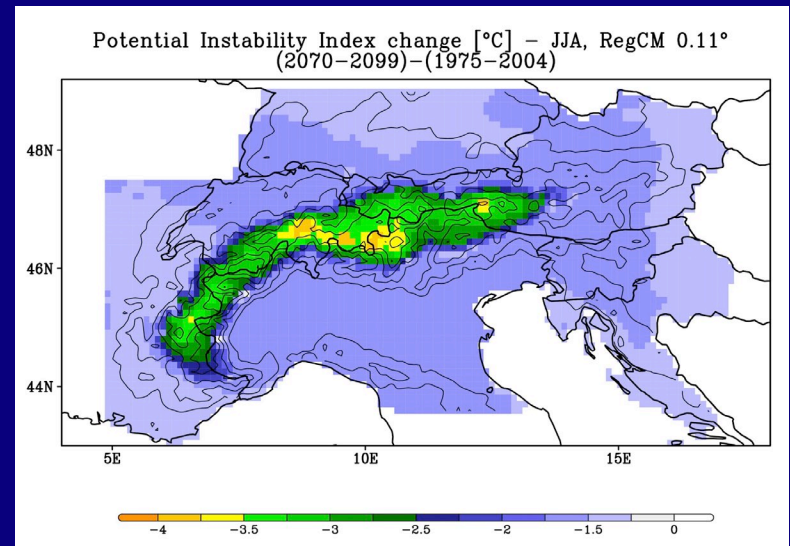 Potential Instability Index change [°C] – JJA, RegCM 0.11°
(2070–2099)–(1975–2004)
48N
46N
44N
5E
10E
15E
−4
−3.5
−3
−2.5
−2
−1.5
0